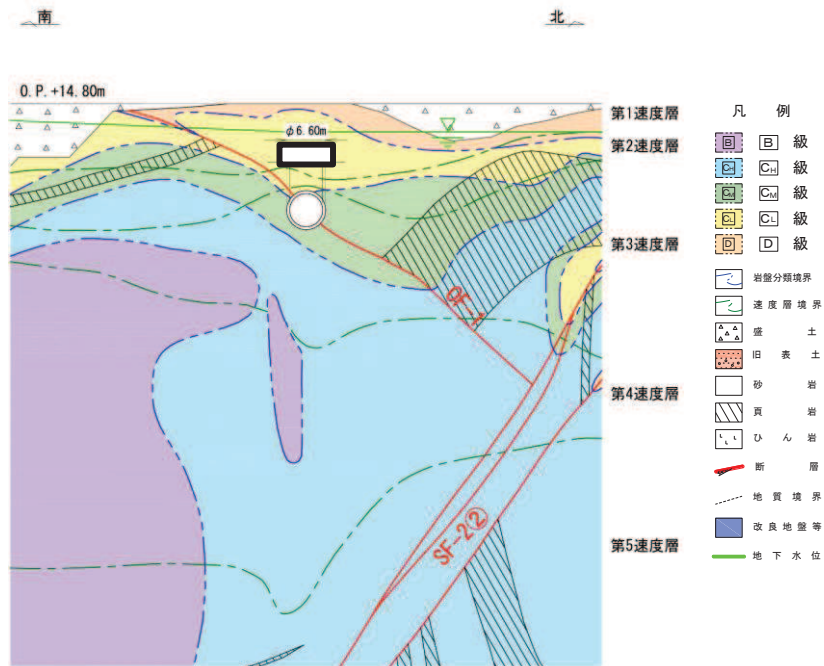 南
北
O.P.+14.80m
φ6.60m
第1速度層
第2速度層
第3速度層
第4速度層
第5速度層
OF-1
SF-2②
凡 例
B B 級
CH CH 級
CM CM 級
CL CL 級
D D 級
岩盤分類境界
速度層境界
盛 土
旧表土
砂 岩
頁 岩
ひん岩
断 層
地質境界
改良地盤等
地下水位